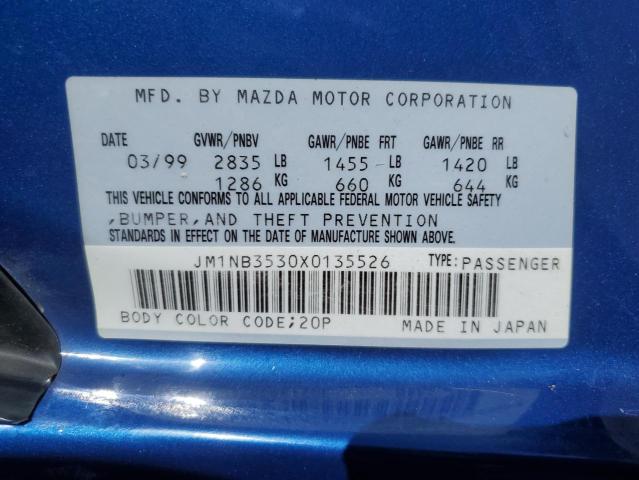 MFD. BY MAZDA MOTOR CORPORATION
DATE GVWR/PNBV GAWR/PNBE FRT GAWR/PNBE RR
03/99 2835 LB 1455 LB 1420 LB
1286 KG 660 KG 644 KG
THIS VEHICLE CONFORMS TO ALL APPLICABLE FEDERAL MOTOR VEHICLE SAFETY
,BUMPER,AND THEFT PREVENTION
STANDARDS IN EFFECT ON THE DATE OF MANUFACTURE SHOWN ABOVE.
JM1NB3530X0135526 TYPE:PASSENGER
BODY COLOR CODE;20P MADE IN JAPAN